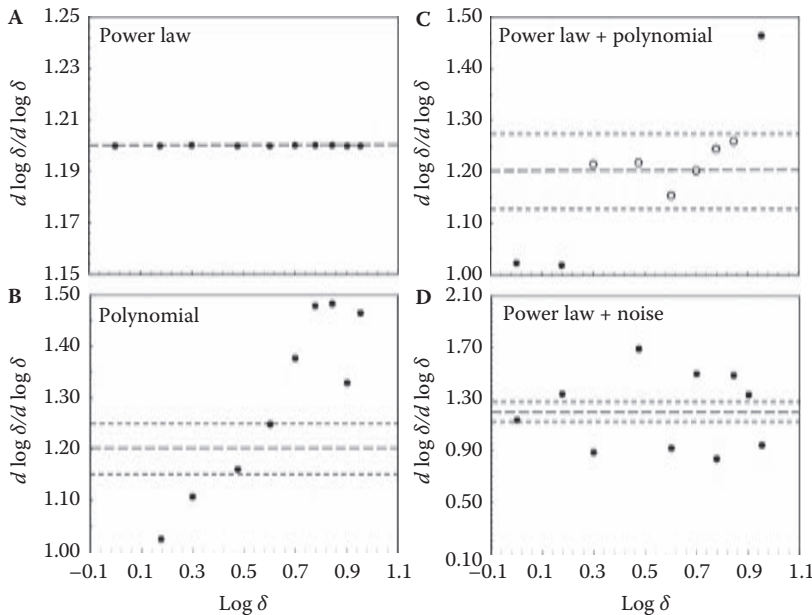 A
Power law
1.25
1.23
1.21
1.19
1.17
1.15
d log δ/d log δ
B
Polynomial
1.50
1.40
1.30
1.20
1.10
1.00
d log δ/d log δ
−0.1 0.1 0.3 0.5 0.7 0.9 1.1
Log δ
C
Power law + polynomial
1.50
1.40
1.30
1.20
1.10
1.00
d log δ/d log δ
D
Power law + noise
2.10
1.70
1.30
0.90
0.50
0.10
d log δ/d log δ
−0.1 0.1 0.3 0.5 0.7 0.9 1.1
Log δ